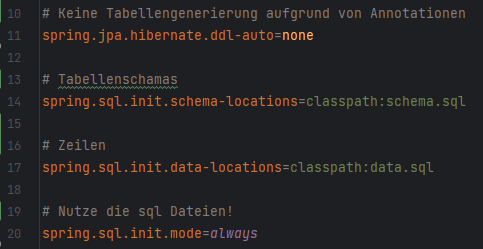 10 # Keine Tabellengenerierung aufgrund von Annotationen
11 spring.jpa.hibernate.ddl-auto=none
12
13 # Tabellenschamas
14 spring.sql.init.schema-locations=classpath:schema.sql
15
16 # Zeilen
17 spring.sql.init.data-locations=classpath:data.sql
18
19 # Nutze die sql Dateien!
20 spring.sql.init.mode=always